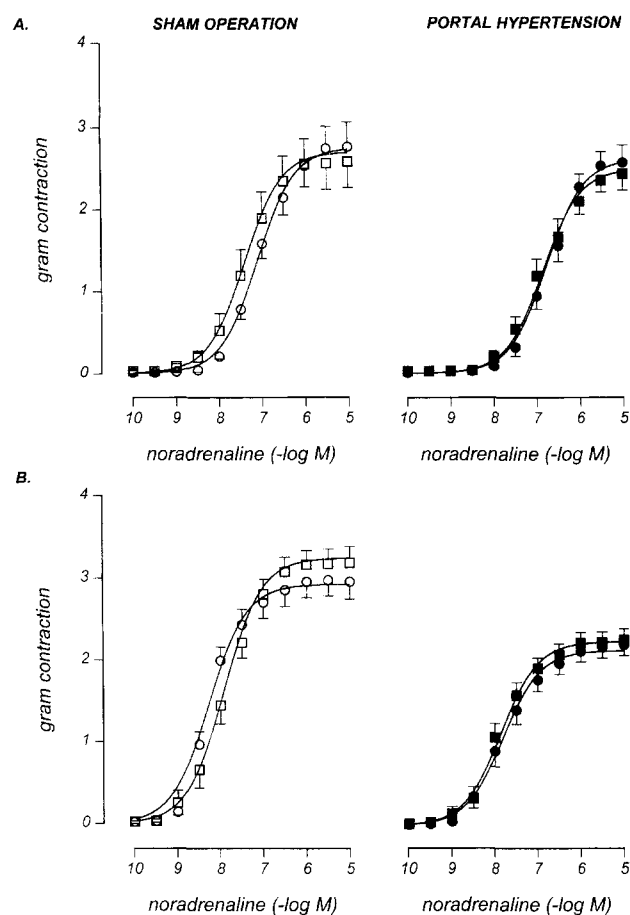 A.
SHAM OPERATION
PORTAL HYPERTENSION
4
3
2
1
0
gram contraction
10 9 8 7 6 5
10 9 8 7 6 5
noradrenaline (-log M)
noradrenaline (-log M)
B.
4
3
2
1
0
gram contraction
10 9 8 7 6 5
10 9 8 7 6 5
noradrenaline (-log M)
noradrenaline (-log M)